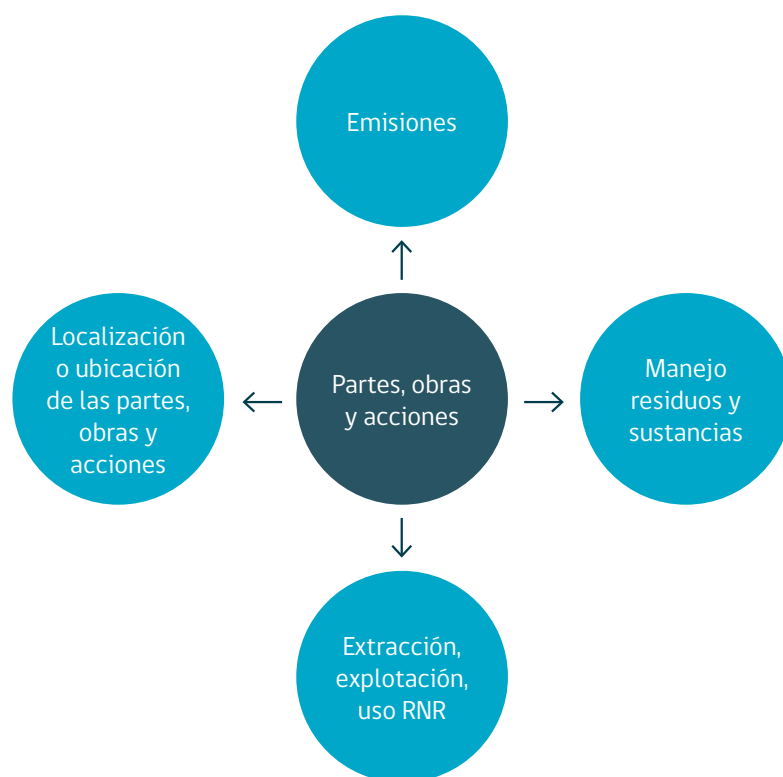 Emisiones
Localización
o ubicación
de las partes,
obras y
acciones
Partes, obras
y acciones
Manejo
residuos y
sustancias
Extracción,
explotación,
uso RNR